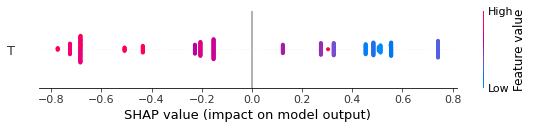 High
T
Low
Feature value
−0.8 −0.6 −0.4 −0.2 0.0 0.2 0.4 0.6 0.8
SHAP value (impact on model output)